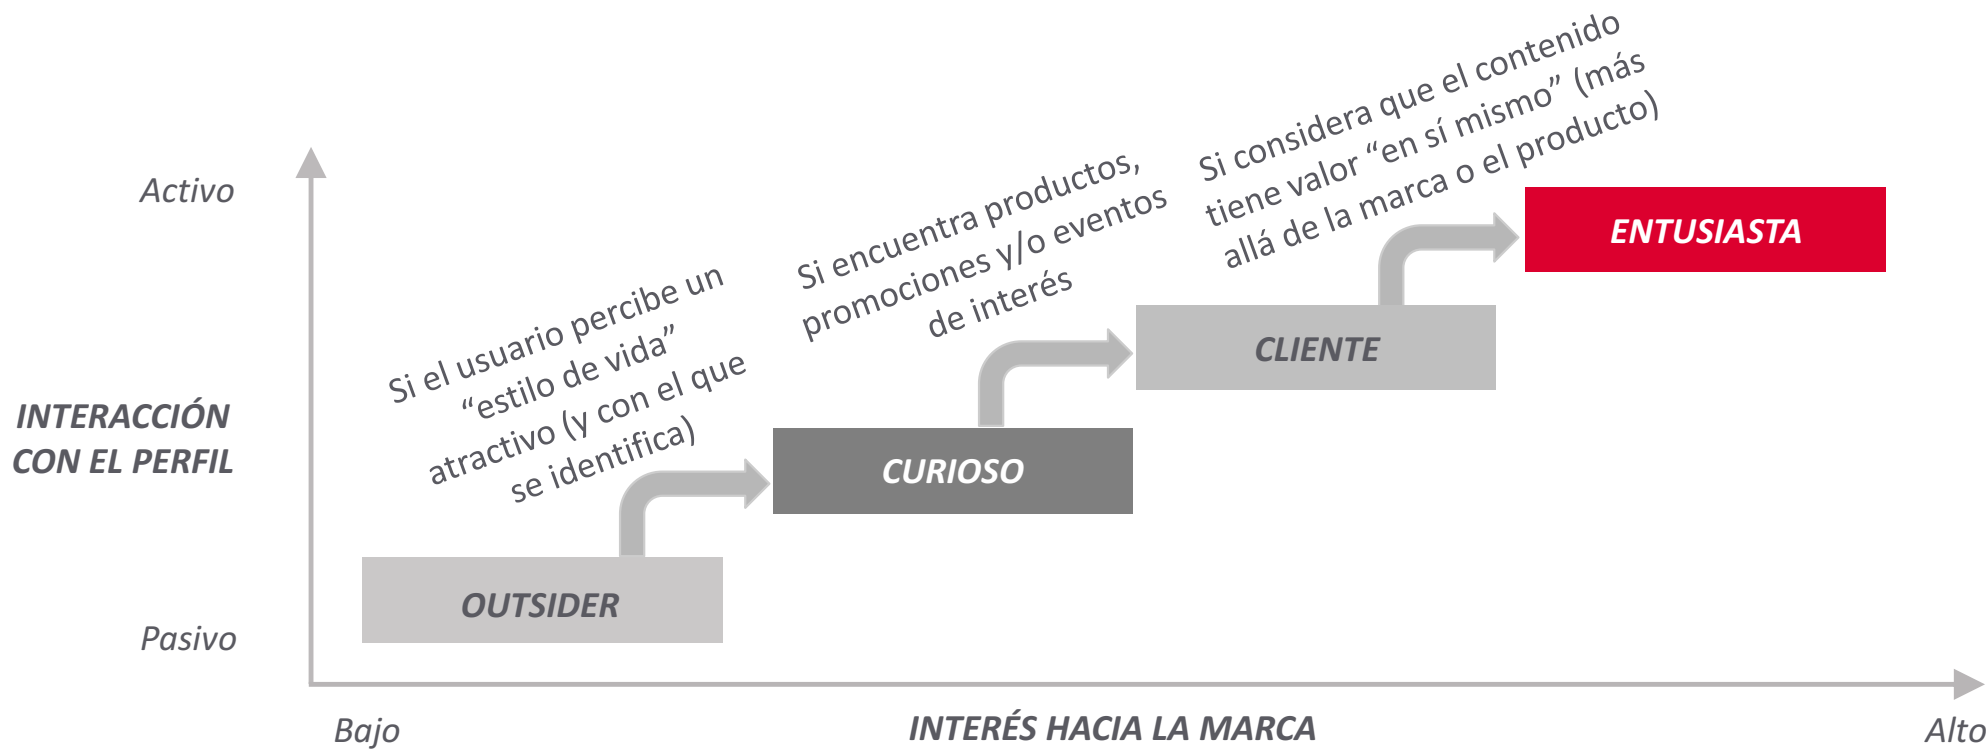 Si considera que el contenido
tiene valor “en sí mismo” (más
allá de la marca o el producto)
Si encuentra productos,
promociones y/o eventos
de interés
Si el usuario percibe un
“estilo de vida”
atractivo (y con el que
se identifica)
Activo
ENTUSIASTA
CLIENTE
INTERACCIÓN
CON EL PERFIL
CURIOSO
OUTSIDER
Pasivo
Bajo
INTERÉS HACIA LA MARCA
Alto